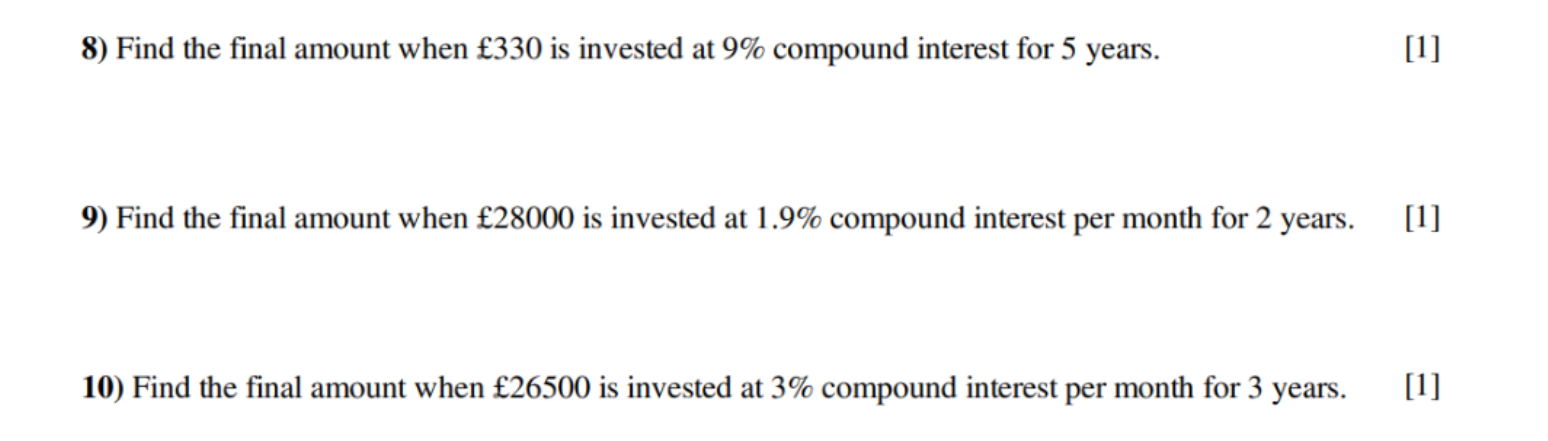 8) Find the final amount when £330 is invested at 9% compound interest for 5 years. [1]
9) Find the final amount when £28000 is invested at 1.9% compound interest per month for 2 years. [1]
10) Find the final amount when £26500 is invested at 3% compound interest per month for 3 years. [1]